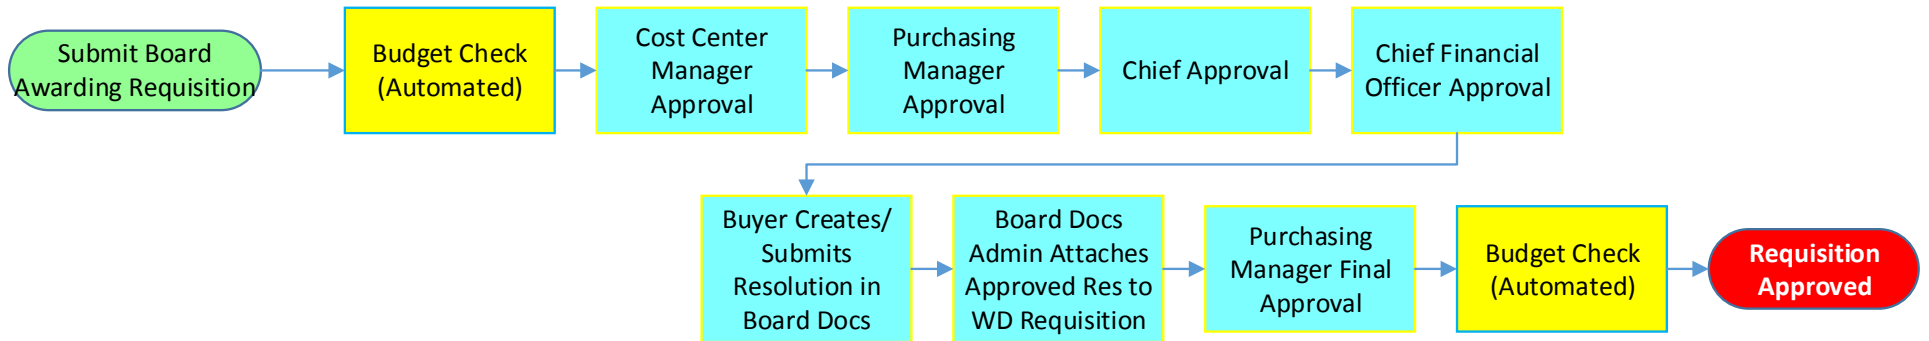 Submit Board
Awarding Requisition
Budget Check
(Automated)
Cost Center
Manager
Approval
Purchasing
Manager
Approval
Chief Approval
Chief Financial
Officer Approval
Buyer Creates/
Submits
Resolution in
Board Docs
Board Docs
Admin Attaches
Approved Res to
WD Requisition
Purchasing
Manager Final
Approval
Budget Check
(Automated)
Requisition
Approved